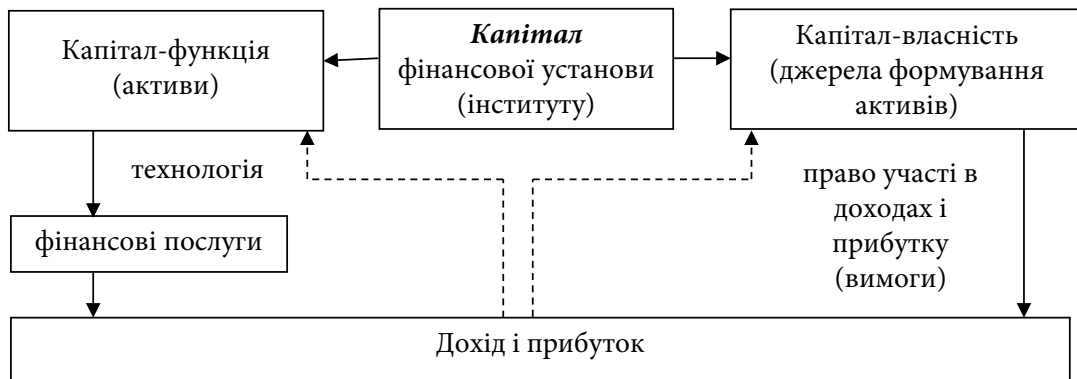 Капітал-функція
(активи)
Капітал
фінансової установи
(інституту)
Капітал-власність
(джерела формування
активів)
технологія
право участі в
доходах і
прибутку
(вимоги)
фінансові послуги
Дохід і прибуток